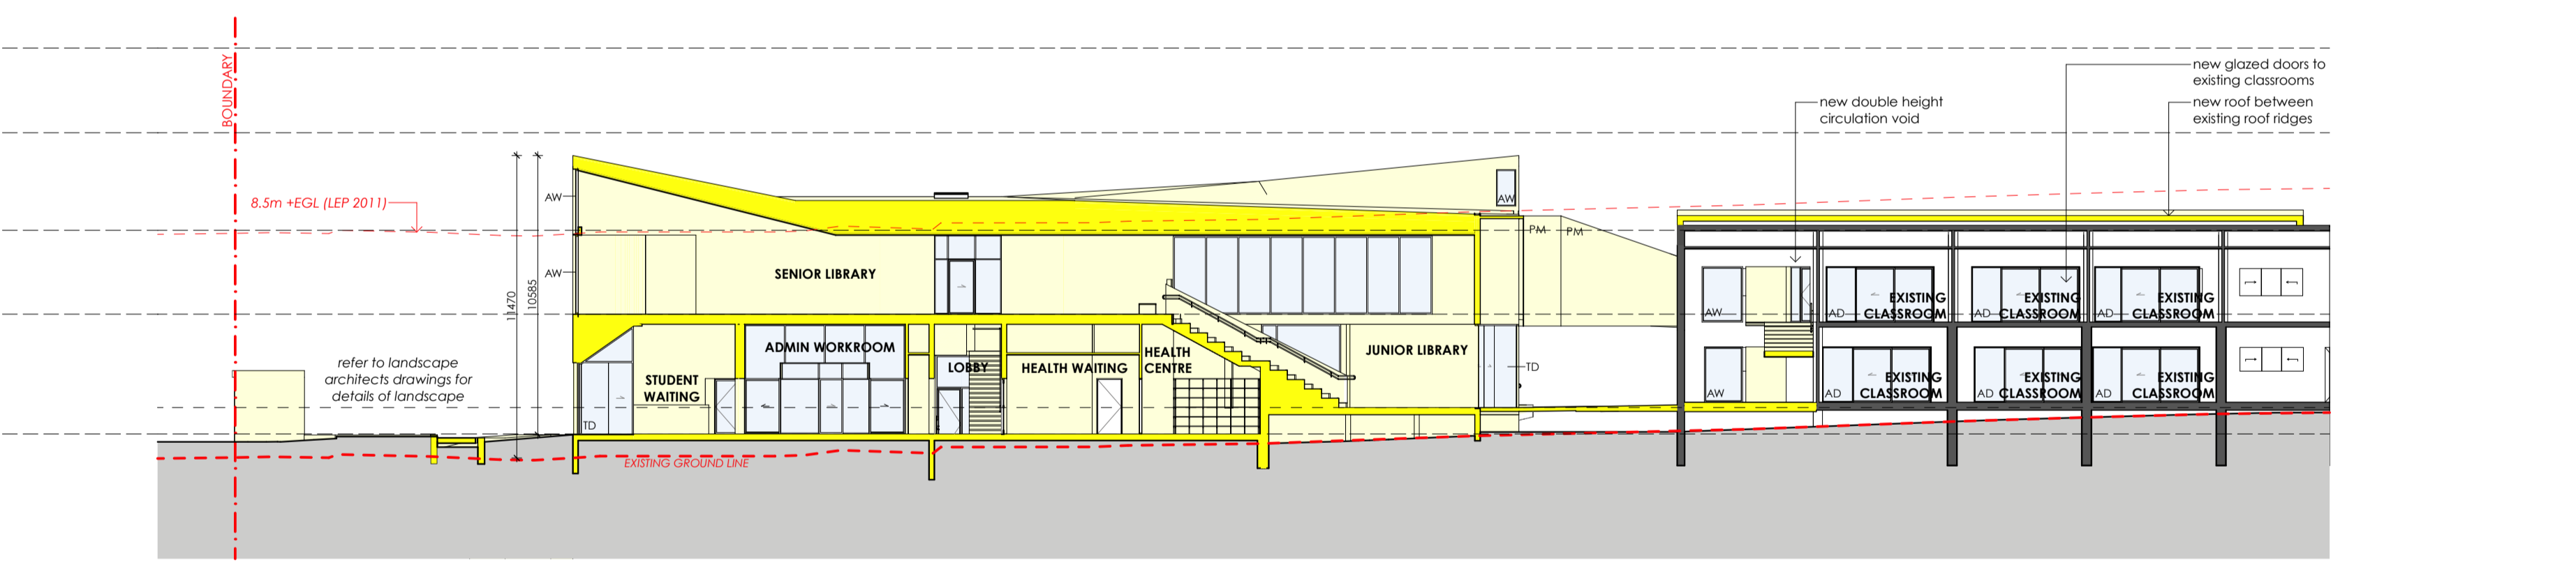 BOUNDARY
new glazed doors to
existing classrooms
new double height
circulation void
new roof between
existing roof ridges
8.5m +EGL (LEP 2011)
AW
AW
AW
PM
PM
11470
10585
SENIOR LIBRARY
AW
AD
EXISTING
CLASSROOM
AD
EXISTING
CLASSROOM
AD
EXISTING
CLASSROOM
refer to landscape
architects drawings for
details of landscape
ADMIN WORKROOM
STUDENT
WAITING
LOBBY
HEALTH WAITING
HEALTH
CENTRE
JUNIOR LIBRARY
TD
TD
AW
AD
EXISTING
CLASSROOM
AD
EXISTING
CLASSROOM
AD
EXISTING
CLASSROOM
EXISTING GROUND LINE